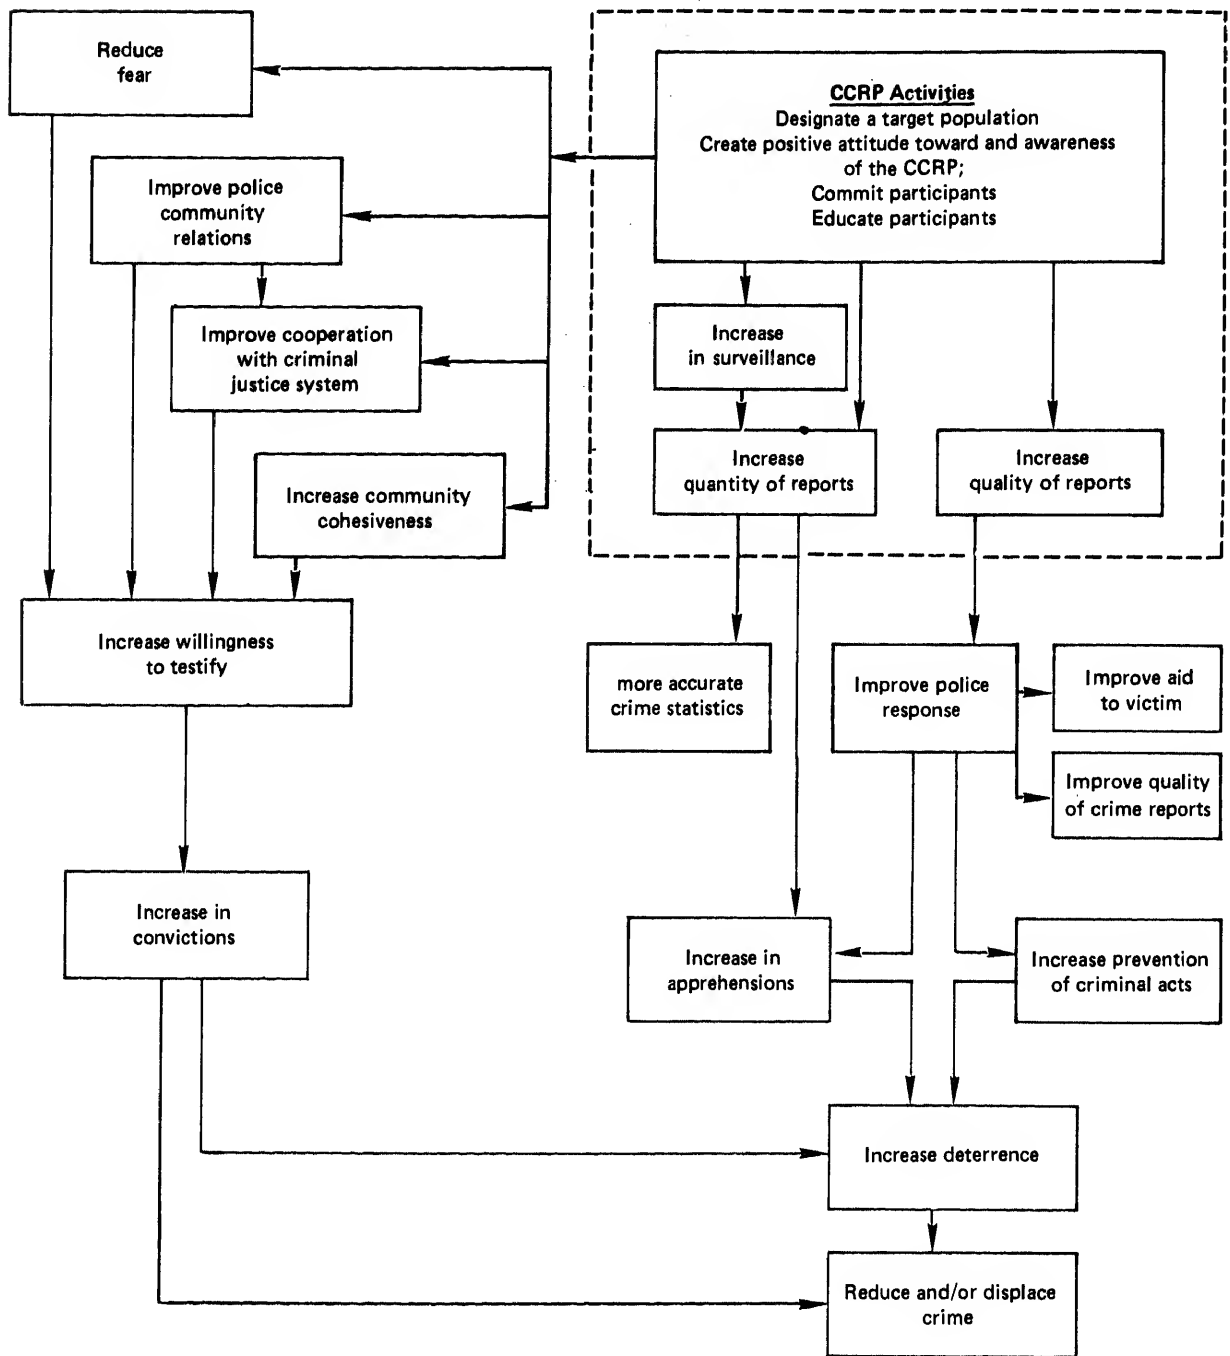 Reduce
fear
CCRP Activities
Designate a target population
Create positive attitude toward and awareness
of the CCRP;
Commit participants
Educate participants
Improve police
community
relations
Improve cooperation
with criminal
justice system
Increase
in surveillance
Increase
quantity of reports
Increase
quality of reports
Increase community
cohesiveness
Increase willingness
to testify
more accurate
crime statistics
Improve police
response
Improve aid
to victim
Improve quality
of crime reports
Increase in
convictions
Increase in
apprehensions
Increase prevention
of criminal acts
Increase deterrence
Reduce and/or displace
crime